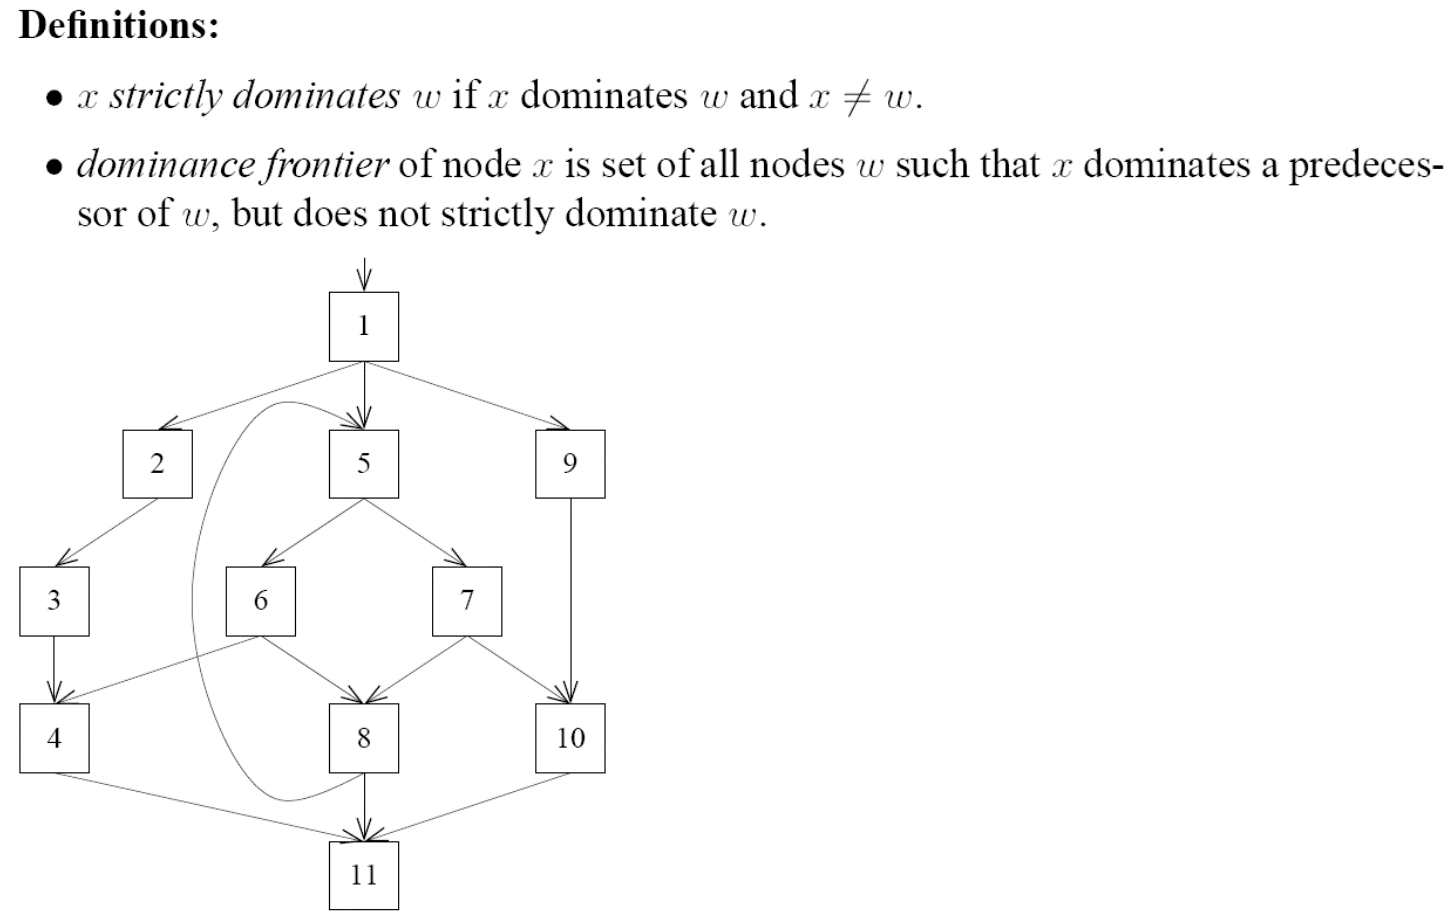 Definitions:
• x strictly dominates w if x dominates w and x ≠ w.
• dominance frontier of node x is set of all nodes w such that x dominates a predeces-
sor of w, but does not strictly dominate w.
1
2 5 9
3 6 7
4 8 10
11